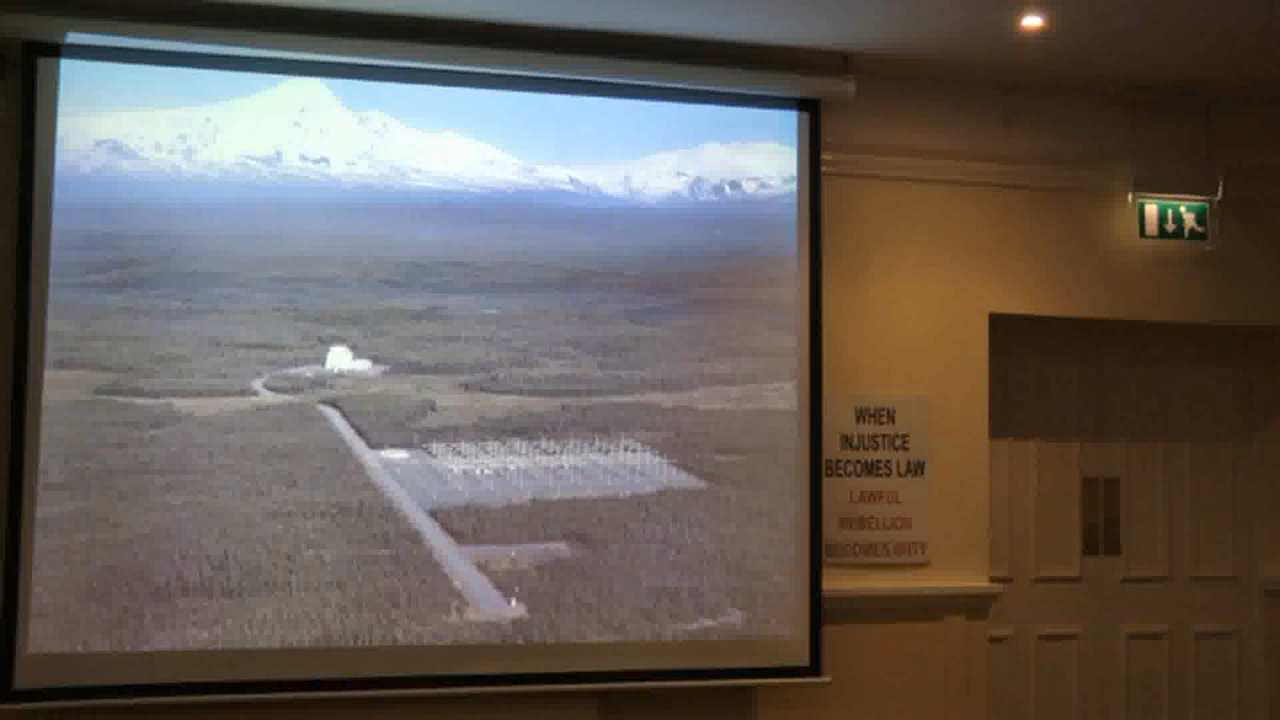 WHEN
INJUSTICE
BECOMES LAW
LAWFUL
REBELLION
BECOMES DUTY